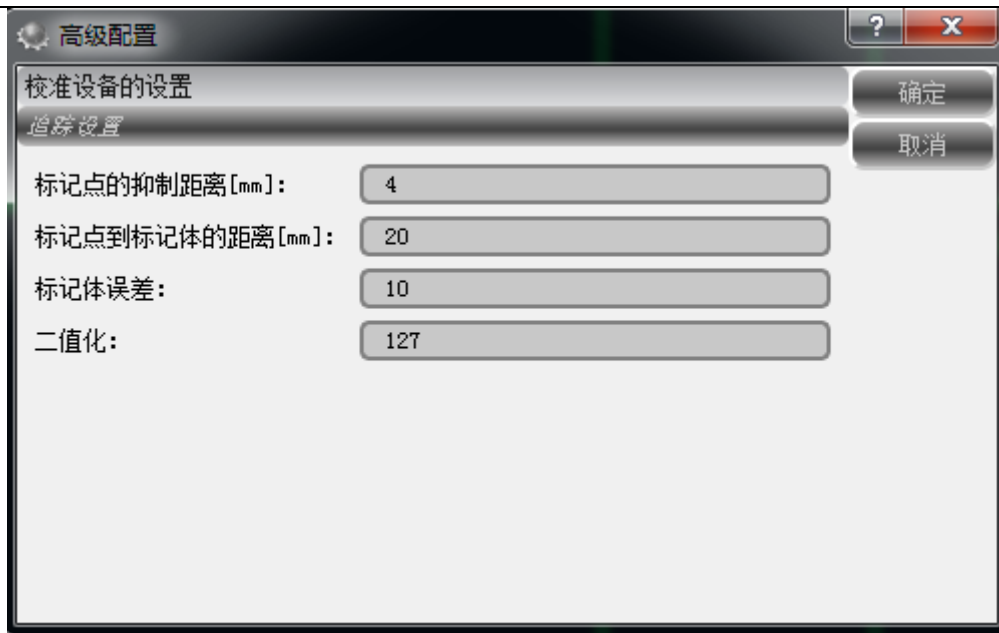 高级配置
?
X
校准设备的设置
确定
追踪设置
取消
标记点的抑制距离[mm]: 4
标记点到标记体的距离[mm]: 20
标记体误差: 10
二值化: 127